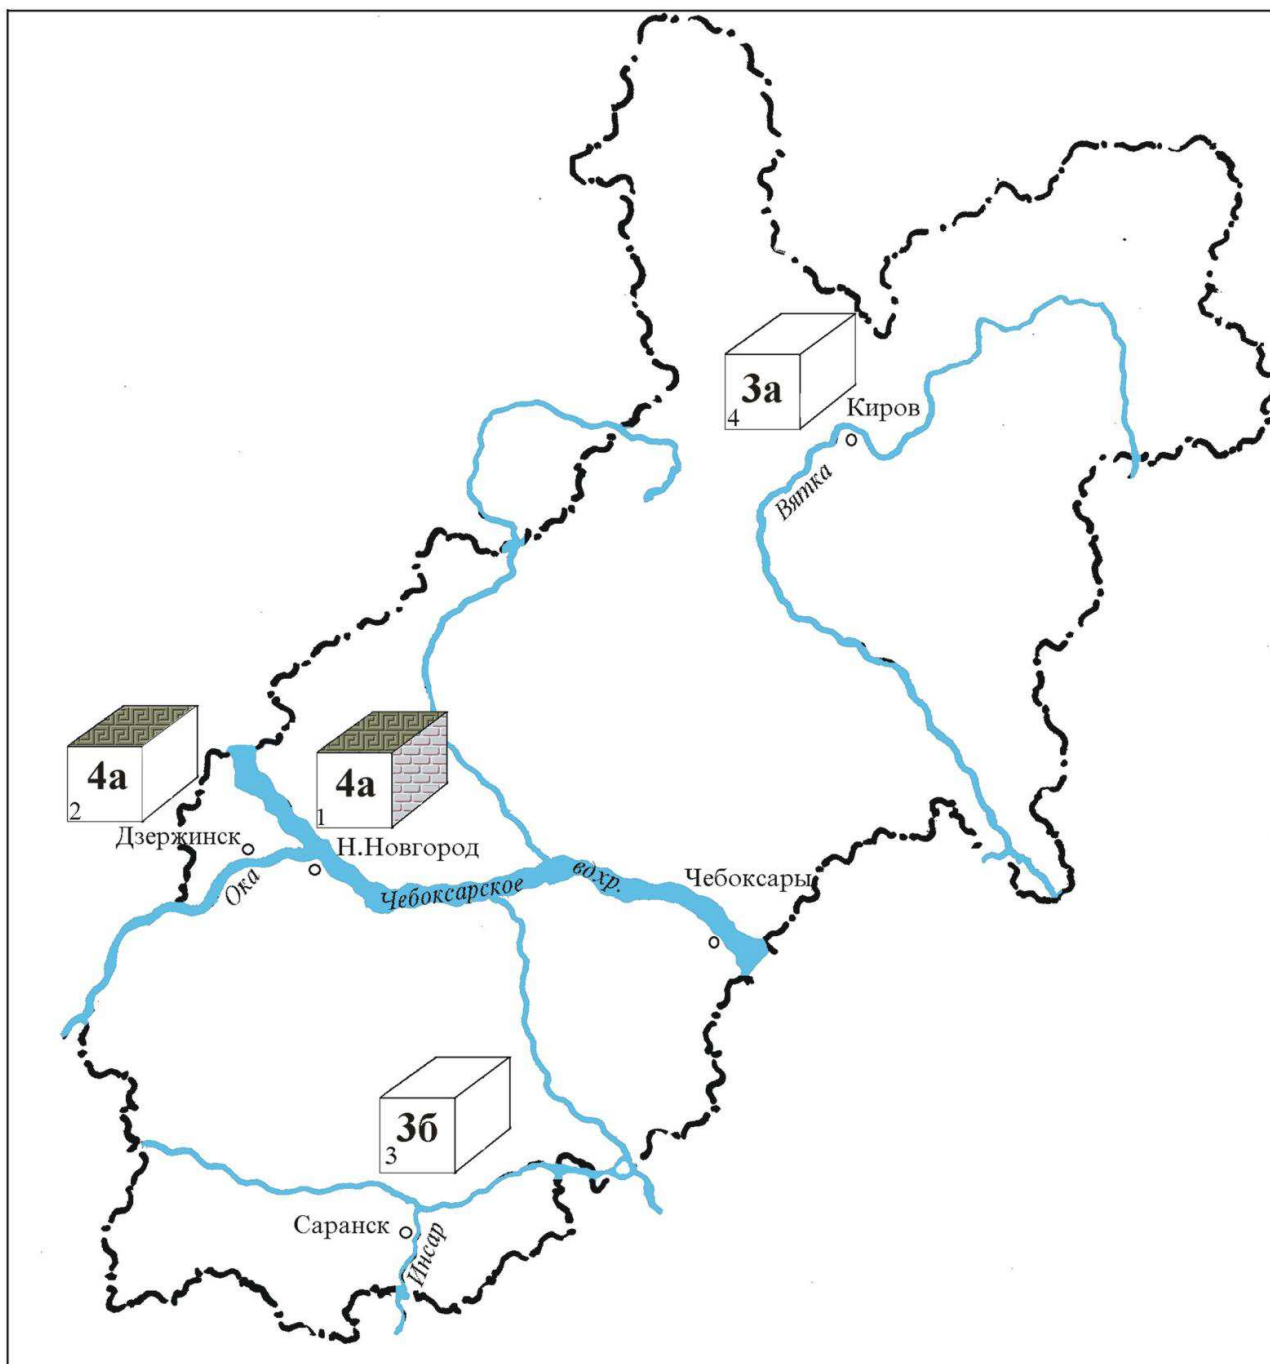 3а
4
Киров
Вятка
4а
2
4а
1
Дзержинск
Н.Новгород
Ока
Чебоксарское
вдхр.
Чебоксары
3б
3
Саранск
Инсар